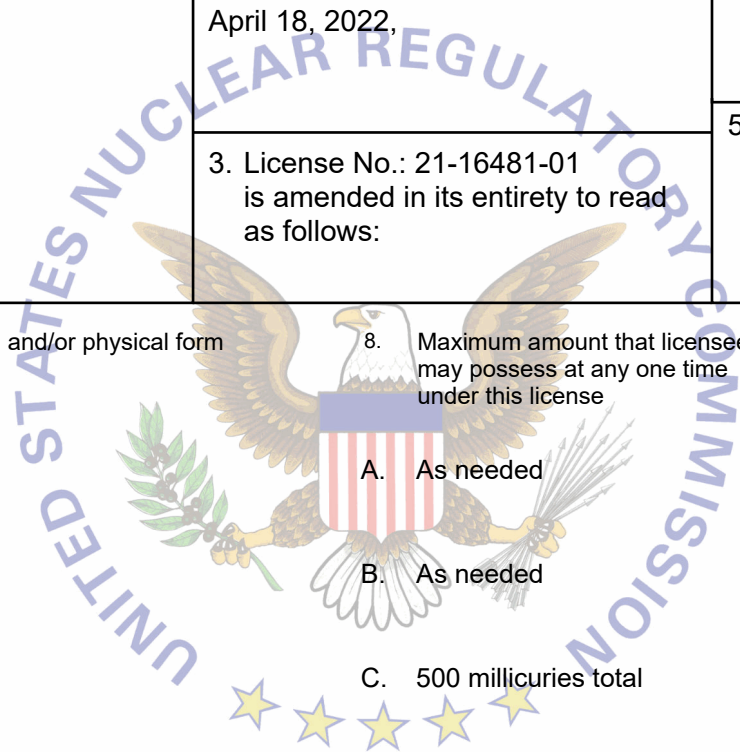 April 18, 2022,
5
3. License No.: 21-16481-01
is amended in its entirety to read
as follows:
and/or physical form
8. Maximum amount that licensee
may possess at any one time
under this license
A. As needed
B. As needed
C. 500 millicuries total
UNITED STATES NUCLEAR REGULATORY COMMISSION